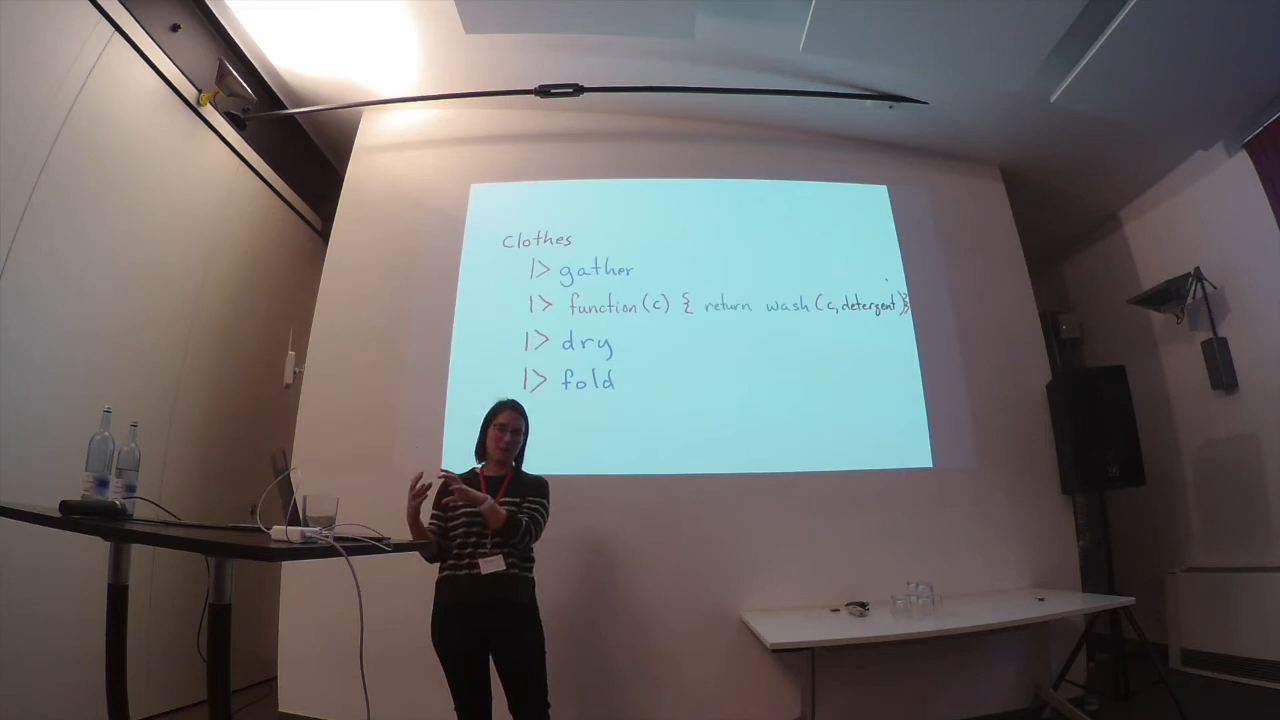 Clothes
|> gather
|> function(c) { return wash(c, detergent)}
|> dry
|> fold